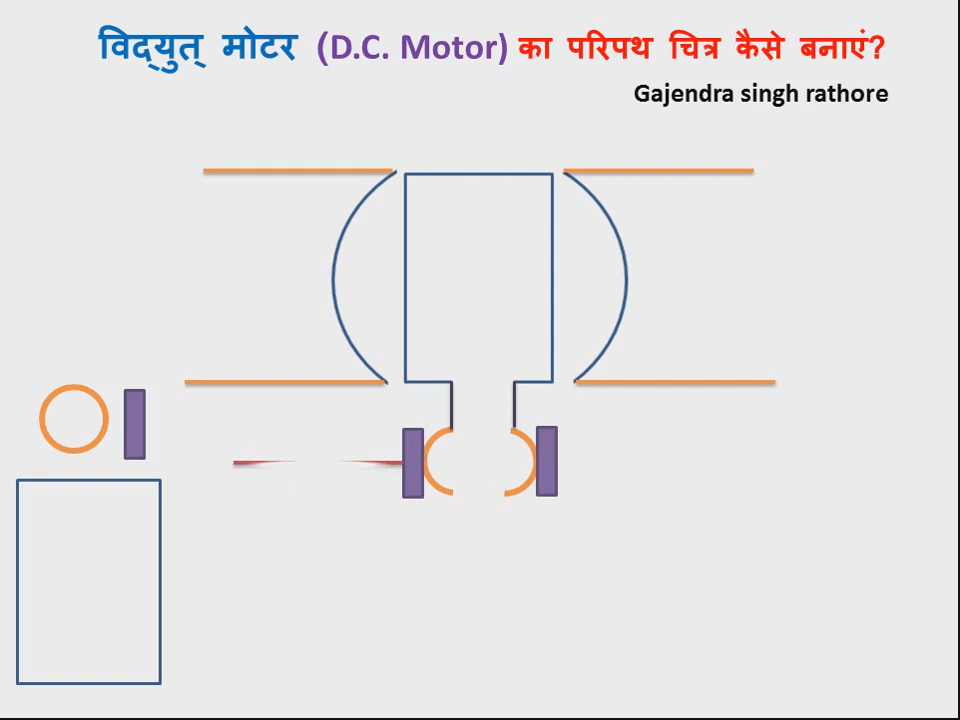 विद्‌युत् मोटर (D.C. Motor) का परिपथ चित्र कैसे बनाएं?
Gajendra singh rathore